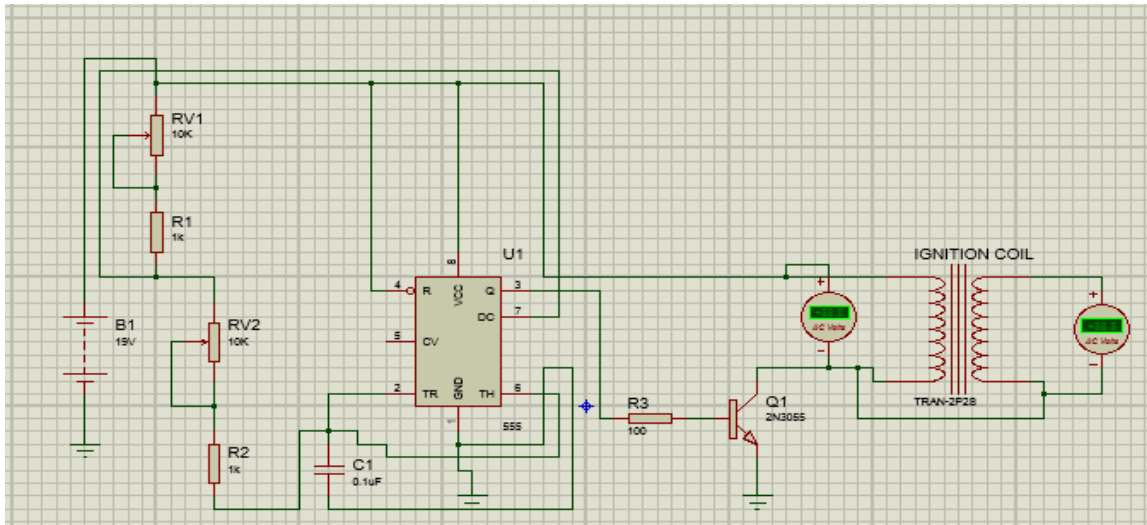 RV1
10K
R1
1k
B1
19V
RV2
10K
R2
1k
C1
0.1uF
U1
8
4
R
VCC
Q
3
DC
7
5
CV
2
TR
GND
TH
6
1
555
R3
100
Q1
2N3055
IGNITION COIL
+
AC Volts
-
+
AC Volts
-
TRAN-2P2S